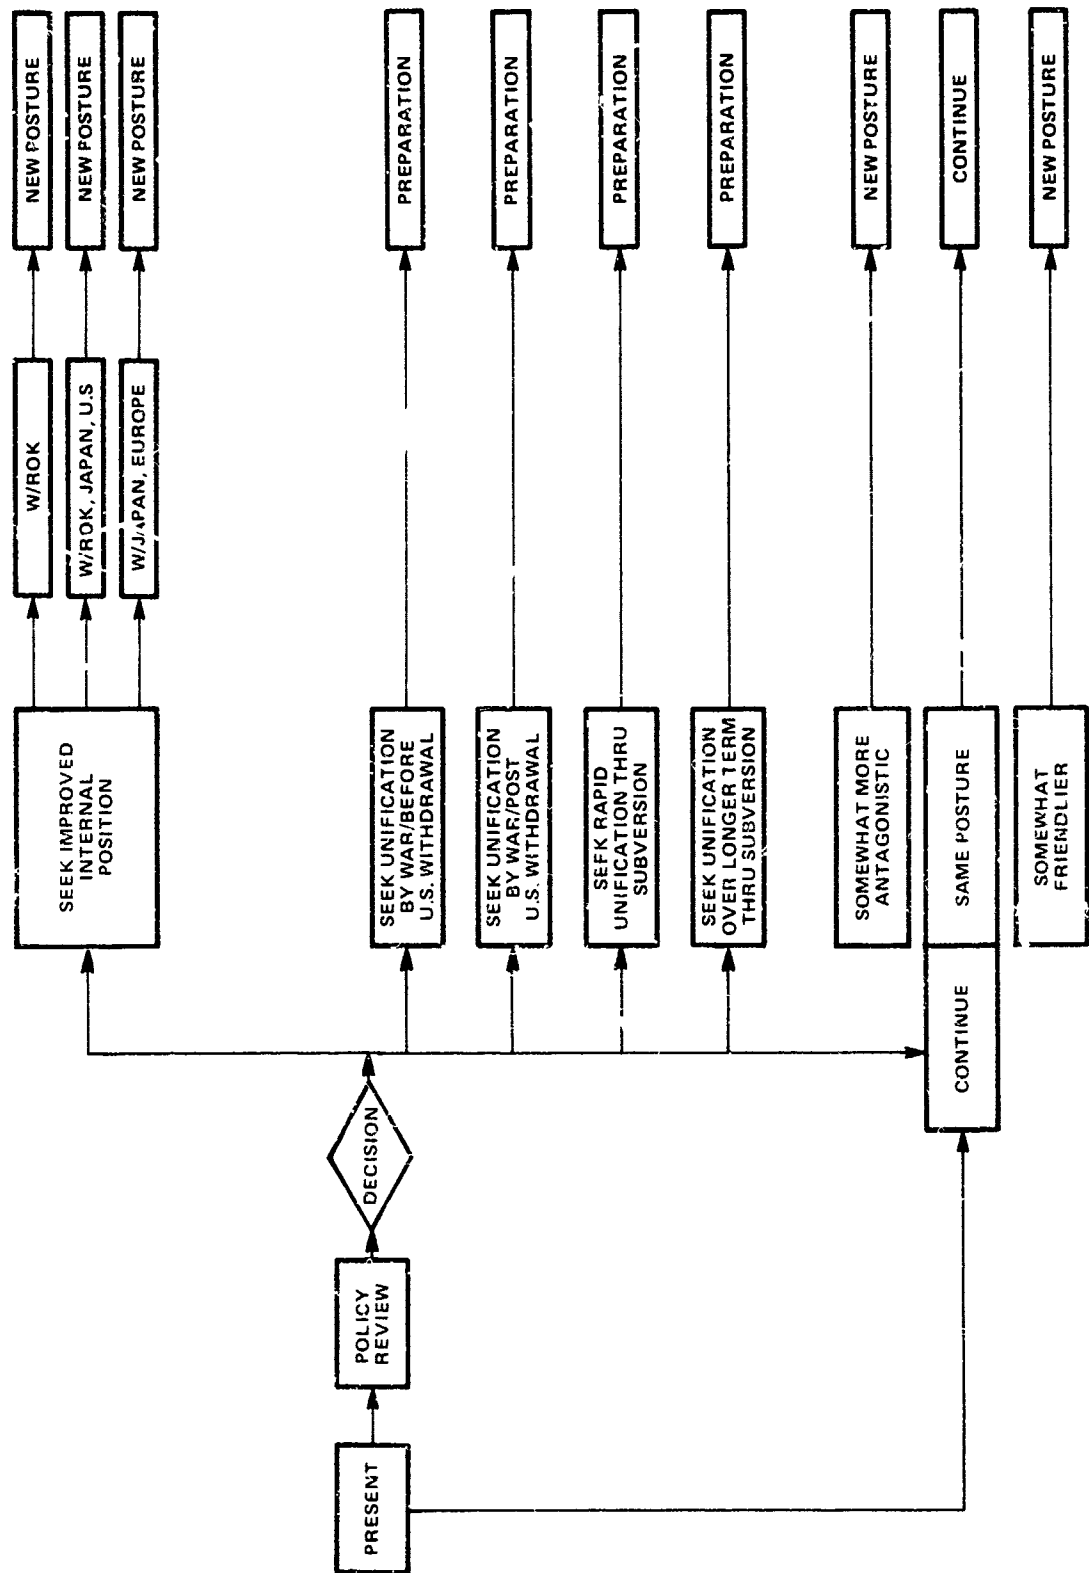 PRESENT
POLICY
REVIEW
DECISION
SEEK IMPROVED
INTERNAL
POSITION
W/ROK
NEW POSTURE
W/ROK, JAPAN, U.S
NEW POSTURE
W/JAPAN, EUROPE
NEW POSTURE
SEEK UNIFICATION
BY WAR/BEFORE
U.S. WITHDRAWAL
PREPARATION
SEEK UNIFICATION
BY WAR/POST
U.S. WITHDRAWAL
PREPARATION
SEEK RAPID
UNIFICATION THRU
SUBVERSION
PREPARATION
SEEK UNIFICATION
OVER LONGER TERM
THRU SUBVERSION
PREPARATION
SOMEWHAT MORE
ANTAGONISTIC
NEW POSTURE
CONTINUE
SAME POSTURE
CONTINUE
SOMEWHAT
FRIENDLIER
NEW POSTURE